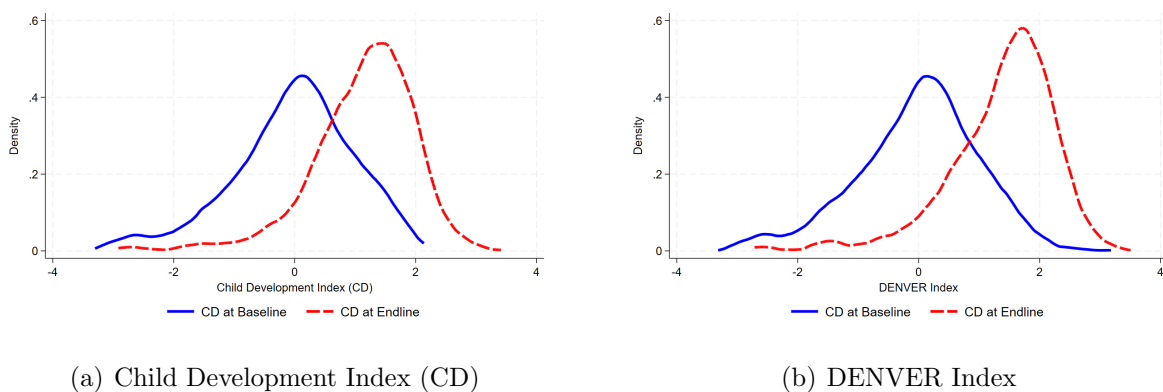 .6
.4
.2
0
Density
-4 -2 0 2 4
Child Development Index (CD)
CD at Baseline CD at Endline
(a) Child Development Index (CD)
.6
.4
.2
0
Density
-4 -2 0 2 4
DENVER Index
CD at Baseline CD at Endline
(b) DENVER Index